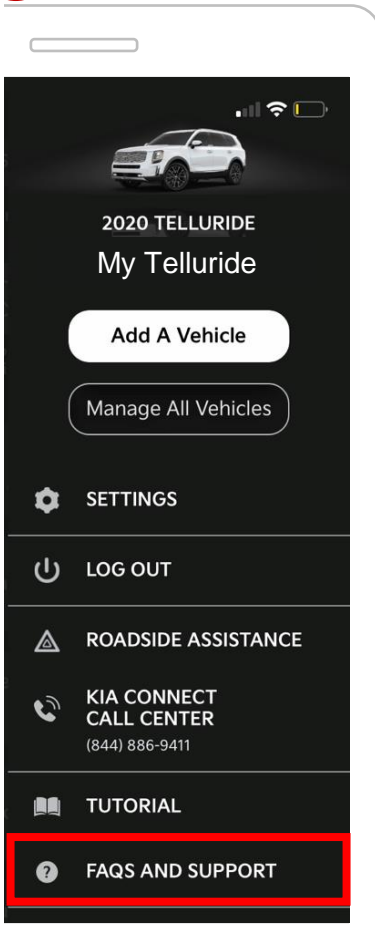 2020 TELLURIDE
My Telluride
Add A Vehicle
Manage All Vehicles
SETTINGS
LOG OUT
ROADSIDE ASSISTANCE
KIA CONNECT
CALL CENTER
(844) 886-9411
TUTORIAL
? FAQS AND SUPPORT